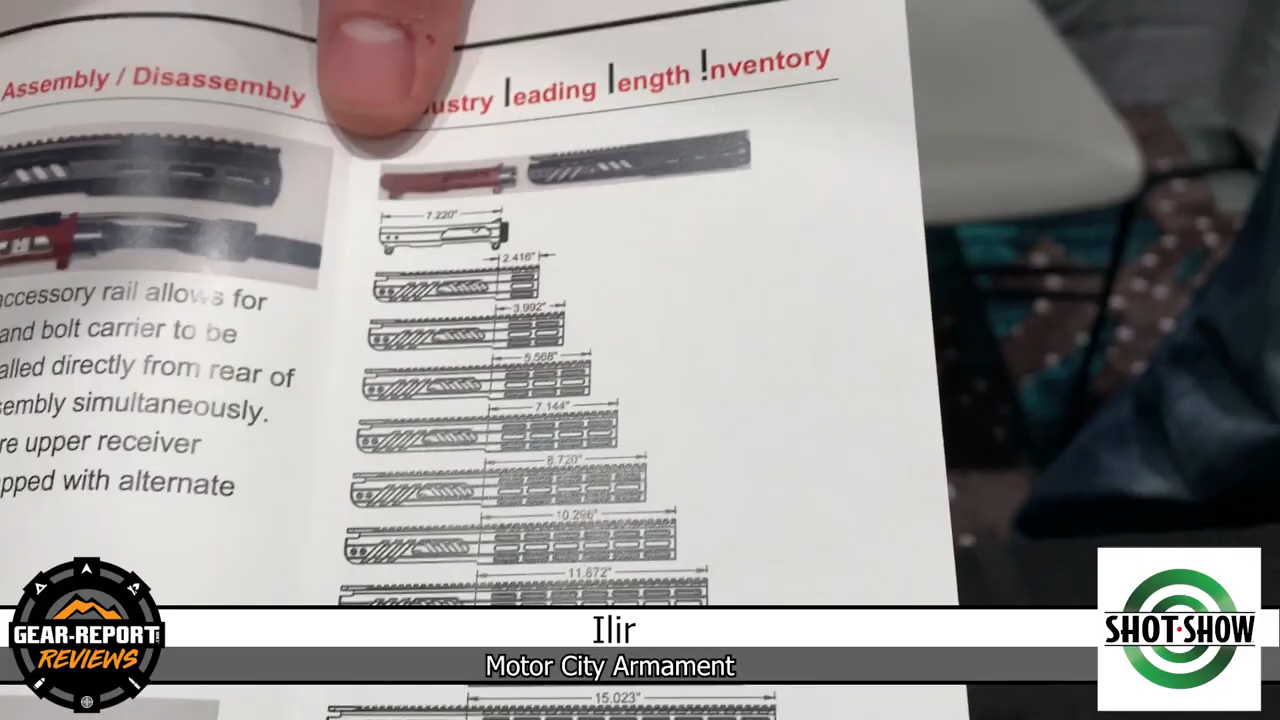 Assembly / Disassembly
ustry leading length !nventory
7.220"
2.416"
3.992"
5.568"
7.144"
8.720"
10.296"
11.872"
15.023"
accessory rail allows for
and bolt carrier to be
alled directly from rear of
sembly simultaneously.
re upper receiver
pped with alternate
Ilir
Motor City Armament
GEAR-REPORT
REVIEWS
SHOT SHOW